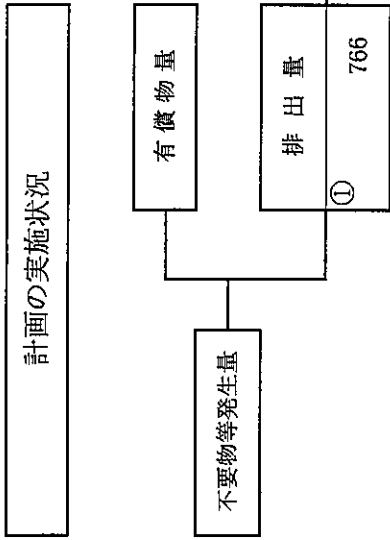 計画の実施状況
有償物量
不要物等発生量
排出量
①
766